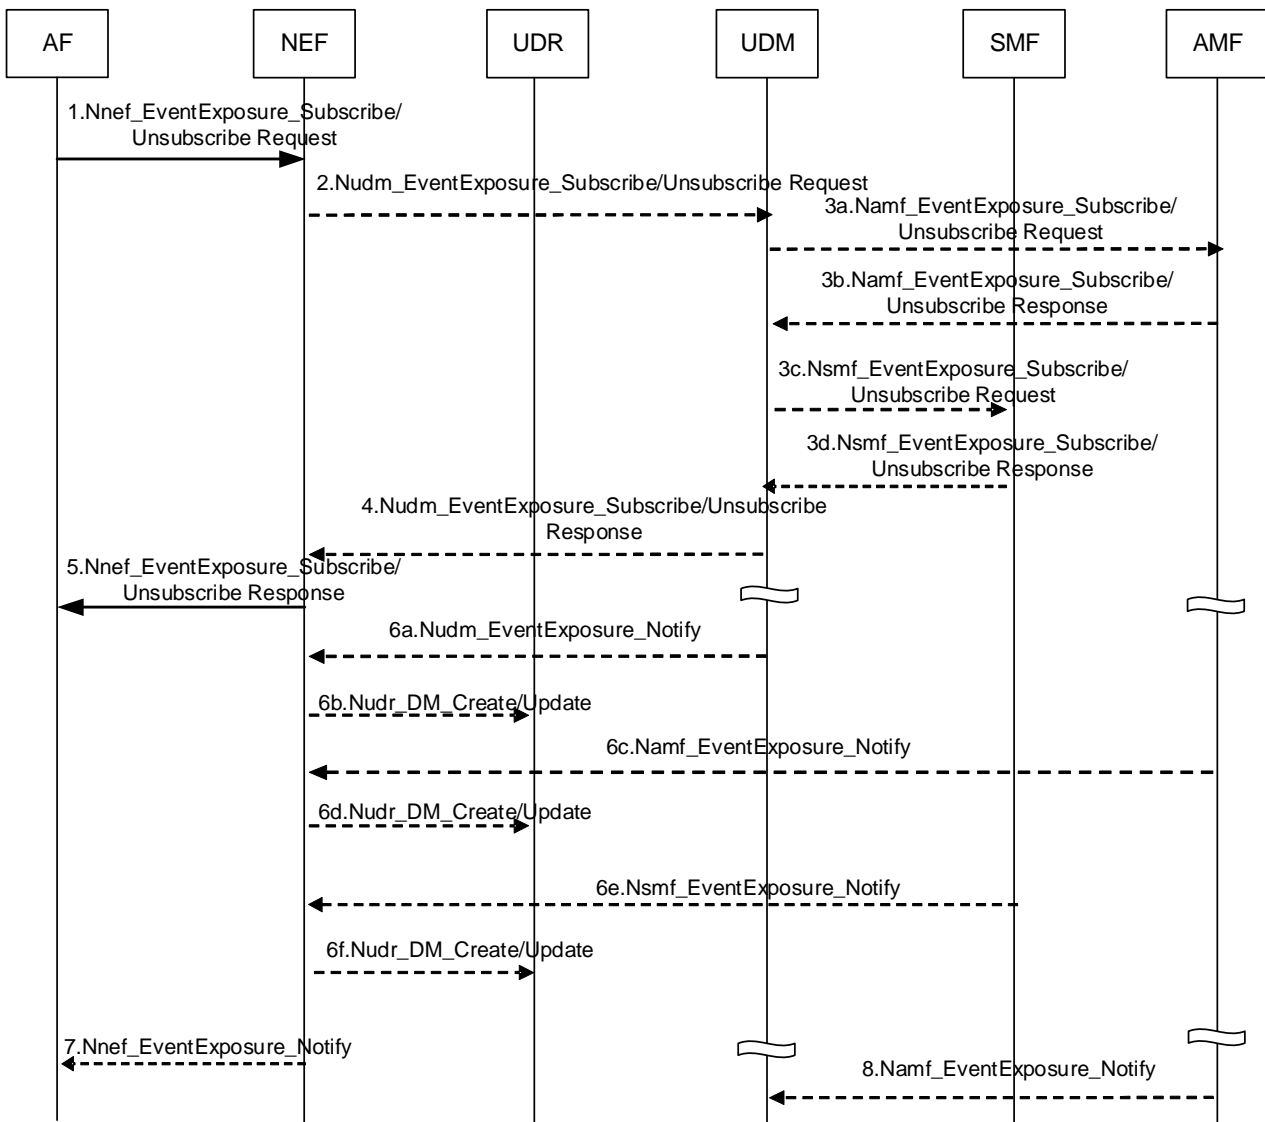 AF
NEF
UDR
UDM
SMF
AMF
1.Nnef_EventExposure_Subscribe/
Unsubscribe Request
2.Nudm_EventExposure_Subscribe/Unsubscribe Request
3a.Namf_EventExposure_Subscribe/
Unsubscribe Request
3b.Namf_EventExposure_Subscribe/
Unsubscribe Response
3c.Nsmf_EventExposure_Subscribe/
Unsubscribe Request
3d.Nsmf_EventExposure_Subscribe/
Unsubscribe Response
4.Nudm_EventExposure_Subscribe/Unsubscribe
Response
5.Nnef_EventExposure_Subscribe/
Unsubscribe Response
6a.Nudm_EventExposure_Notify
6b.Nudr_DM_Create/Update
6c.Namf_EventExposure_Notify
6d.Nudr_DM_Create/Update
6e.Nsmf_EventExposure_Notify
6f.Nudr_DM_Create/Update
7.Nnef_EventExposure_Notify
8.Namf_EventExposure_Notify